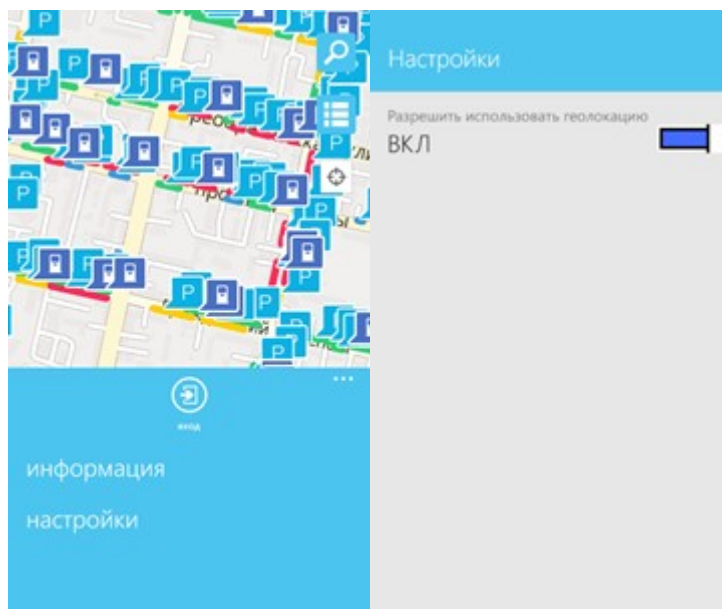 вход
информация
настройки
Настройки
Разрешить использовать геолокацию
ВКЛ